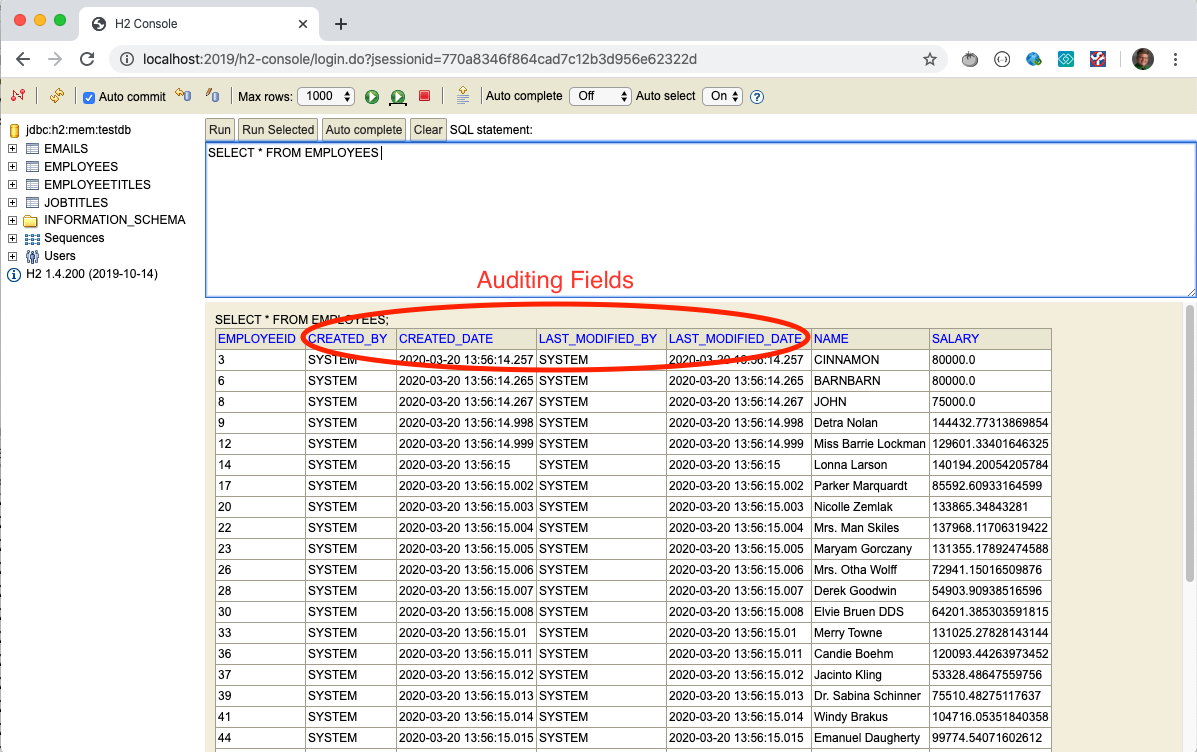 H2 Console
localhost:2019/h2-console/login.do?jsessionid=770a8346f864cad7c12b3d956e62322d
Auto commit Max rows: 1000 Auto complete Off Auto select On ?
jdbc:h2:mem:testdb
EMAILS
EMPLOYEES
EMPLOYEETITLES
JOBTITLES
INFORMATION_SCHEMA
Sequences
Users
H2 1.4.200 (2019-10-14)
Run Run Selected Auto complete Clear SQL statement:
SELECT * FROM EMPLOYEES
Auditing Fields
SELECT * FROM EMPLOYEES;
EMPLOYEEID CREATED_BY CREATED_DATE LAST_MODIFIED_BY LAST_MODIFIED_DATE NAME SALARY
3 SYSTEM 2020-03-20 13:56:14.257 SYSTEM 2020-03-20 13:56:14.257 CINNAMON 80000.0
6 SYSTEM 2020-03-20 13:56:14.265 SYSTEM 2020-03-20 13:56:14.265 BARNBARN 80000.0
8 SYSTEM 2020-03-20 13:56:14.267 SYSTEM 2020-03-20 13:56:14.267 JOHN 75000.0
9 SYSTEM 2020-03-20 13:56:14.998 SYSTEM 2020-03-20 13:56:14.998 Detra Nolan 144432.77313869854
12 SYSTEM 2020-03-20 13:56:14.999 SYSTEM 2020-03-20 13:56:14.999 Miss Barrie Lockman 129601.33401646325
14 SYSTEM 2020-03-20 13:56:15 SYSTEM 2020-03-20 13:56:15 Lonna Larson 140194.20054205784
17 SYSTEM 2020-03-20 13:56:15.002 SYSTEM 2020-03-20 13:56:15.002 Parker Marquardt 85592.60933164599
20 SYSTEM 2020-03-20 13:56:15.003 SYSTEM 2020-03-20 13:56:15.003 Nicolle Zemlak 133865.34843281
22 SYSTEM 2020-03-20 13:56:15.004 SYSTEM 2020-03-20 13:56:15.004 Mrs. Man Skiles 137968.11706319422
23 SYSTEM 2020-03-20 13:56:15.005 SYSTEM 2020-03-20 13:56:15.005 Maryam Gorczany 131355.17892474588
26 SYSTEM 2020-03-20 13:56:15.006 SYSTEM 2020-03-20 13:56:15.006 Mrs. Otha Wolff 72941.15016509876
28 SYSTEM 2020-03-20 13:56:15.007 SYSTEM 2020-03-20 13:56:15.007 Derek Goodwin 54903.90938516596
30 SYSTEM 2020-03-20 13:56:15.008 SYSTEM 2020-03-20 13:56:15.008 Elvie Bruen DDS 64201.385303591815
33 SYSTEM 2020-03-20 13:56:15.01 SYSTEM 2020-03-20 13:56:15.01 Merry Towne 131025.27828143144
36 SYSTEM 2020-03-20 13:56:15.011 SYSTEM 2020-03-20 13:56:15.011 Candie Boehm 120093.44263973452
37 SYSTEM 2020-03-20 13:56:15.012 SYSTEM 2020-03-20 13:56:15.012 Jacinto Kling 53328.48647559756
39 SYSTEM 2020-03-20 13:56:15.013 SYSTEM 2020-03-20 13:56:15.013 Dr. Sabina Schinner 75510.48275117637
41 SYSTEM 2020-03-20 13:56:15.014 SYSTEM 2020-03-20 13:56:15.014 Windy Brakus 104716.05351840358
44 SYSTEM 2020-03-20 13:56:15.015 SYSTEM 2020-03-20 13:56:15.015 Emanuel Daugherty 99774.54071602612